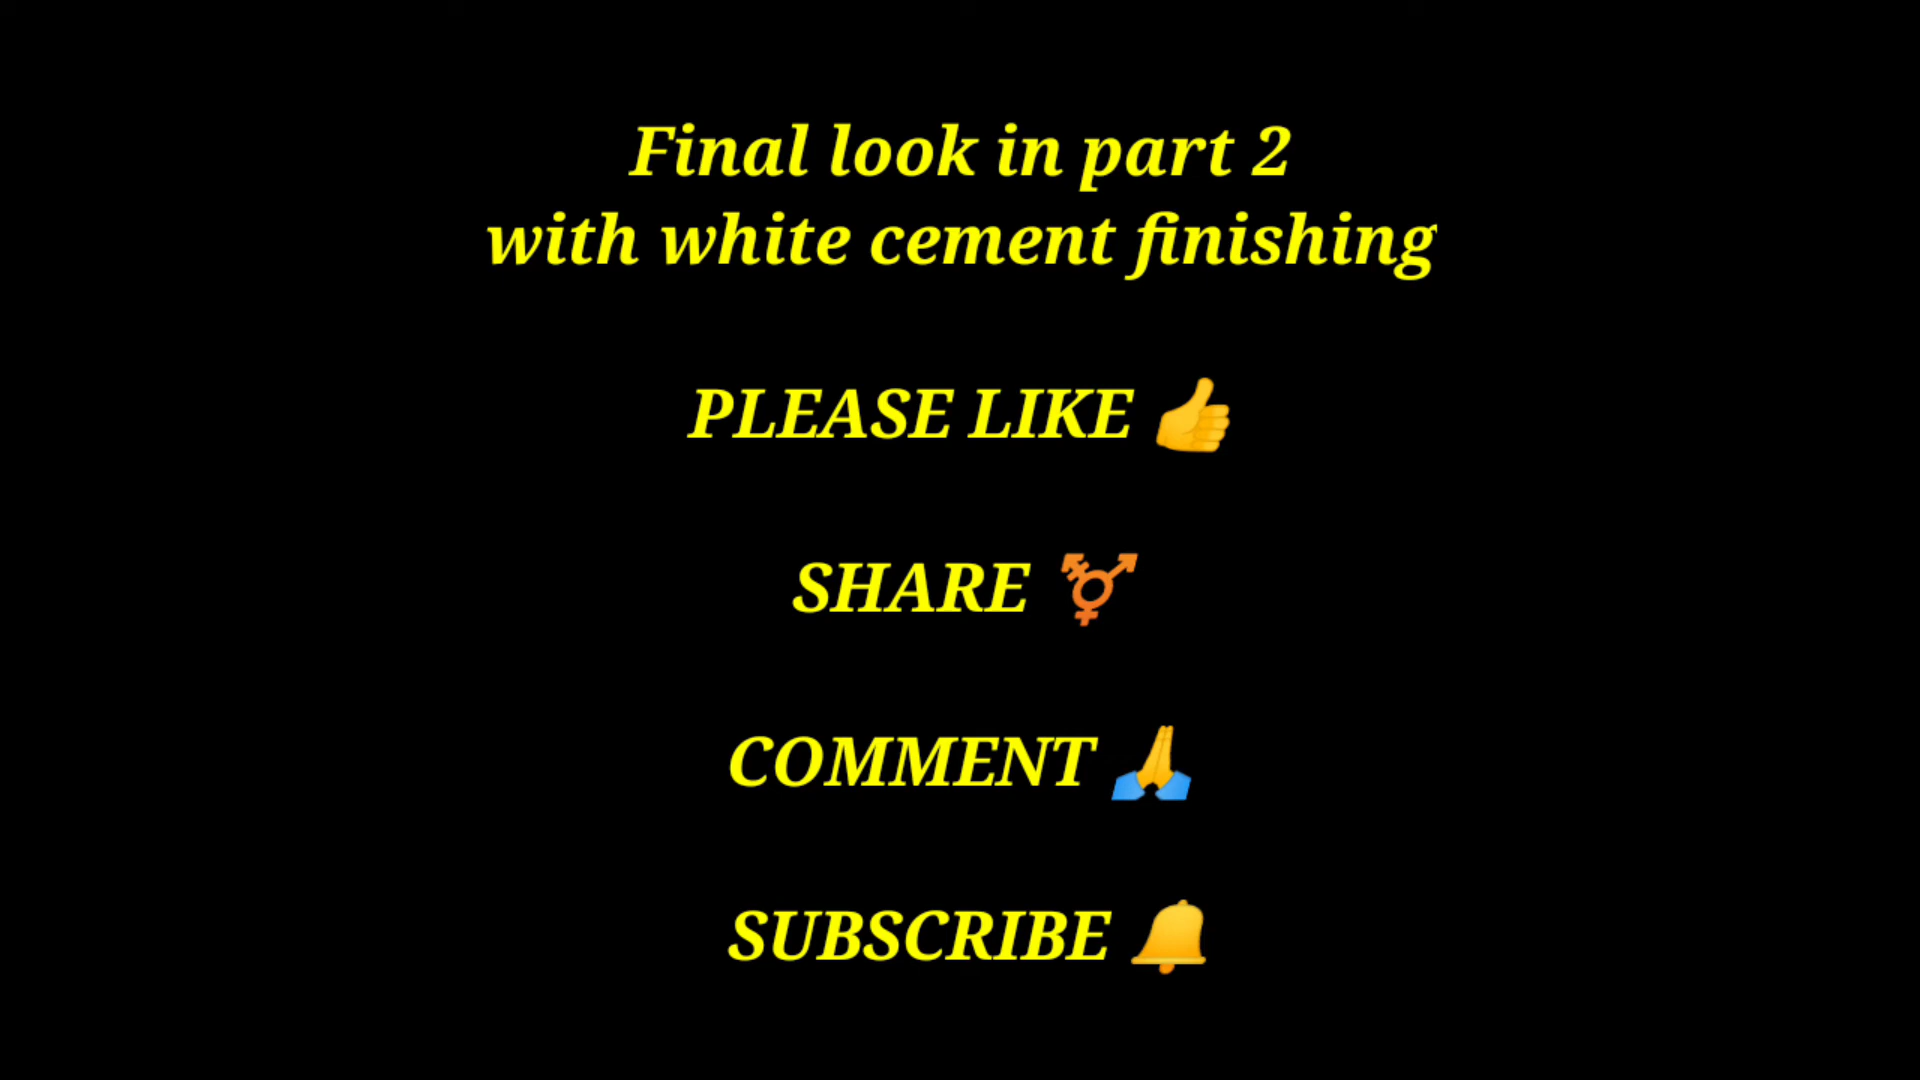 Final look in part 2
with white cement finishing
PLEASE LIKE 👍
SHARE ⚧
COMMENT 🙏
SUBSCRIBE 🔔